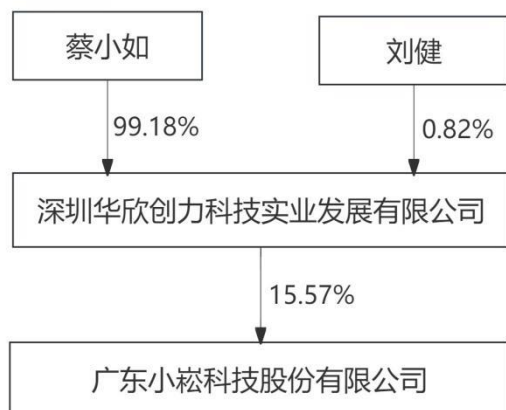 蔡小如
刘健
99.18%
0.82%
深圳华欣创力科技实业发展有限公司
15.57%
广东小崧科技股份有限公司